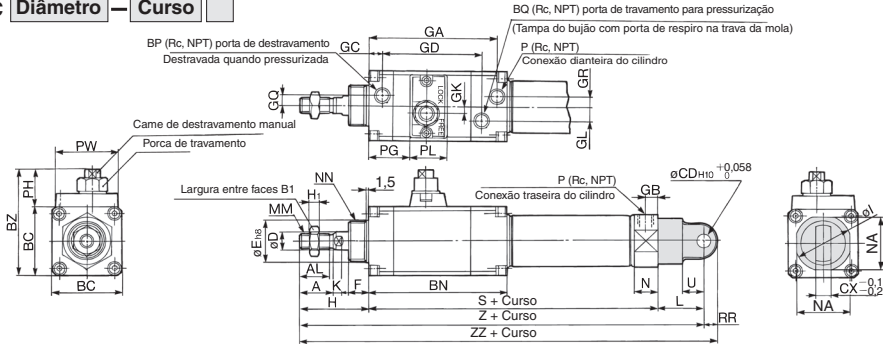 Diâmetro — Curso
BQ (Rc, NPT) porta de travamento para pressurização
(Tampa do bujão com porta de respiro na trava da mola)
BP (Rc, NPT) porta de destravamento
Destravada quando pressurizada
P (Rc, NPT)
Conexão dianteira do cilindro
GA
GC
GD
GR
GK
GQ
GL
LOCK
FREE
PG
PL
Came de destravamento manual
Porca de travamento
PW
PH
BZ
BC
BC
Largura entre faces B1
NN
1,5
MM
H1
øEh8
øD
AL
A
K
F
H
BN
P (Rc, NPT)
Conexão traseira do cilindro
GB
øCDH10 +0,058 0
N
U
L
S + Curso
Z + Curso
RR
ZZ + Curso
øI
NA
CX −0,1 −0,2
NA